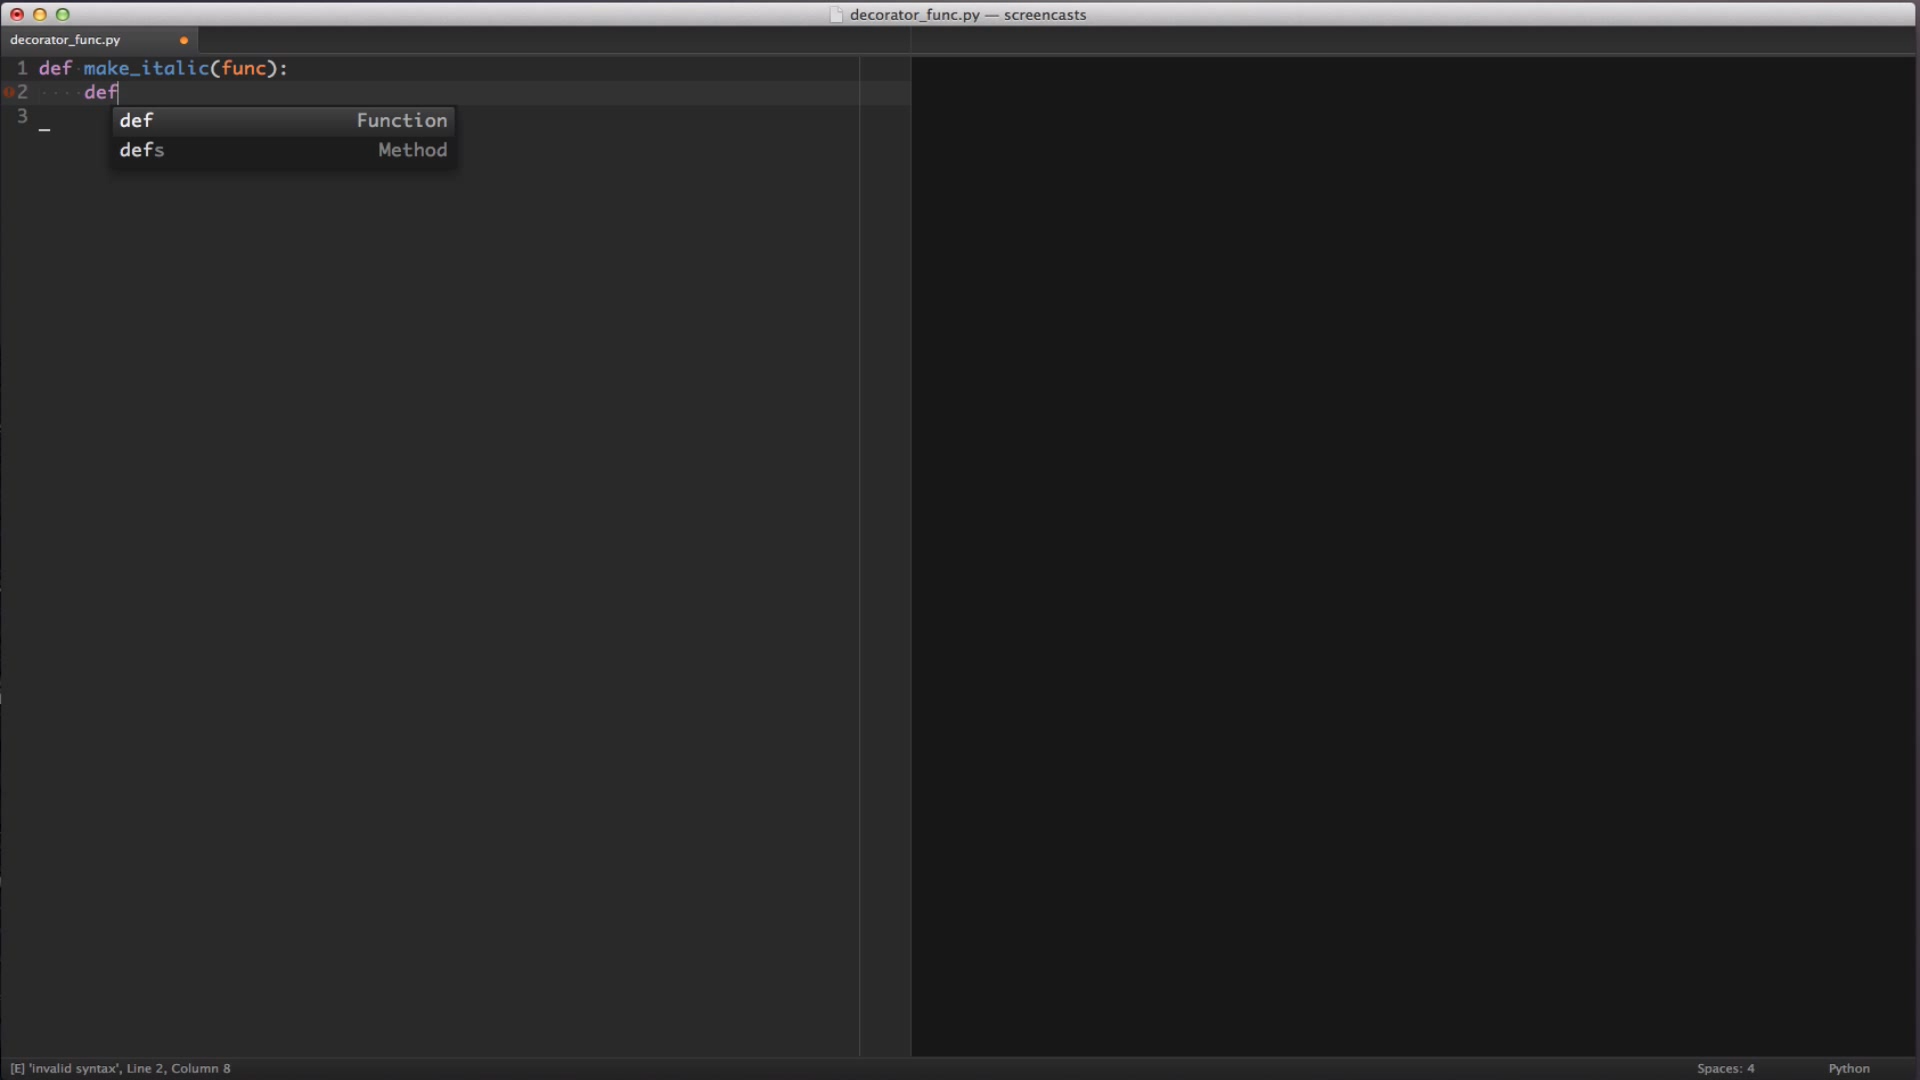 decorator_func.py — screencasts
decorator_func.py
1 def make_italic(func):
2 def
3
def Function
defs Method
[E] 'invalid syntax', Line 2, Column 8
Spaces: 4
Python